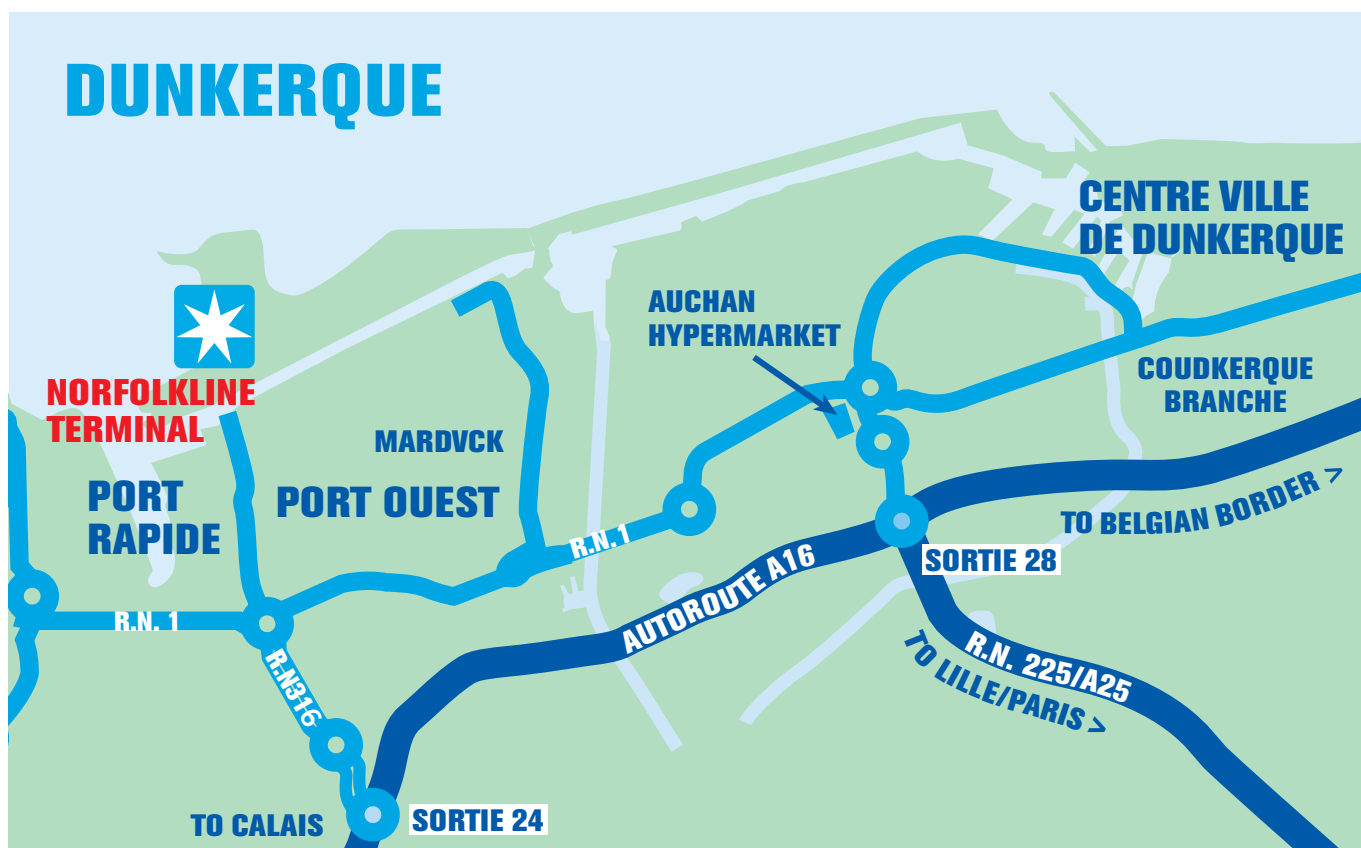 DUNKERQUE
CENTRE VILLE
DE DUNKERQUE
AUCHAN
HYPERMARKET
COUDKERQUE
BRANCHE
NORFOLKLINE
TERMINAL
MARDVCK
PORT
RAPIDE
PORT OUEST
R.N. 1
TO BELGIAN BORDER >
SORTIE 28
AUTOROUTE A16
R.N. 1
R.N316
R.N. 225/A25
TO LILLE/PARIS >
TO CALAIS
SORTIE 24